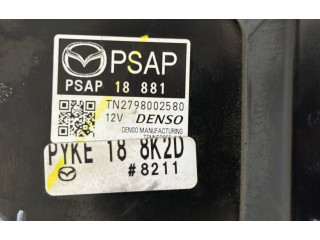 PSAP
PSAP 18 881
TN2798002580
12V DENSO
DENSO MANUFACTURING
PYKE 18 8K2D
#8211